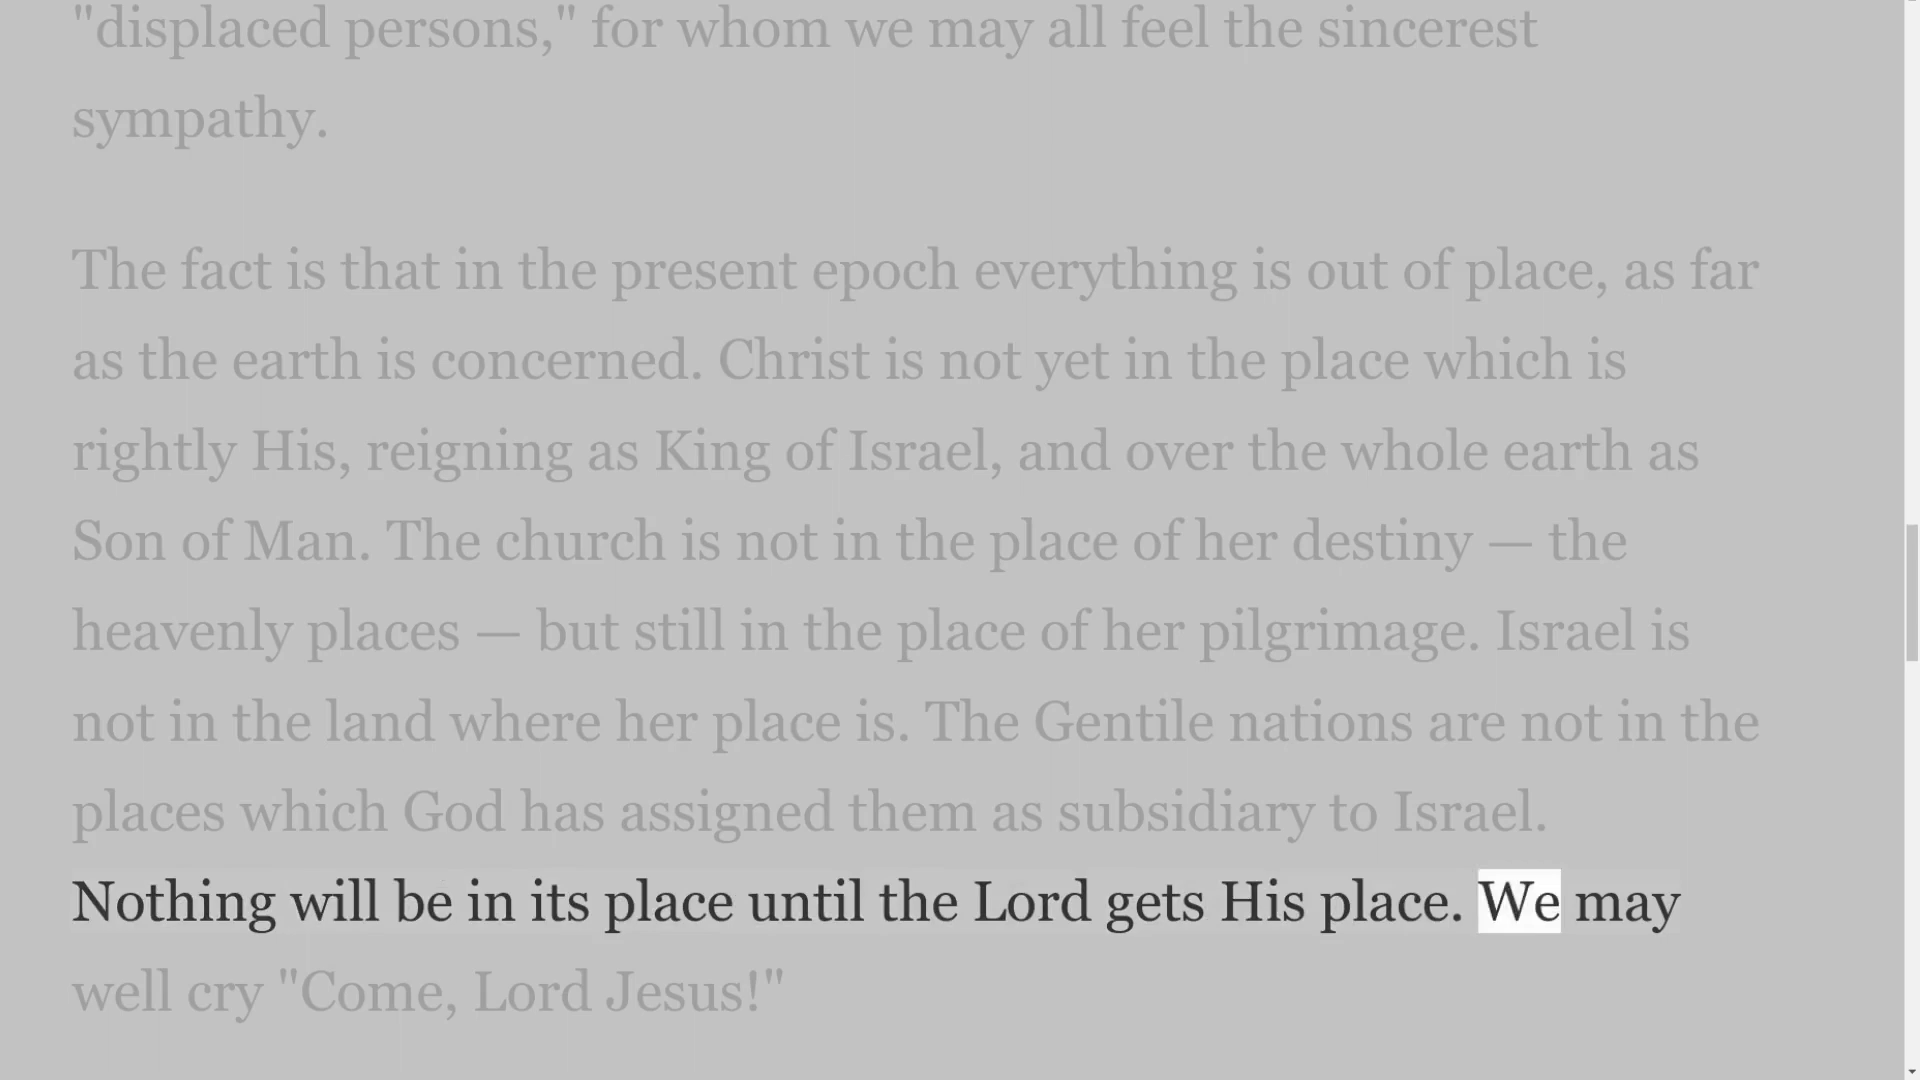 "displaced persons," for whom we may all feel the sincerest
sympathy.
The fact is that in the present epoch everything is out of place, as far
as the earth is concerned. Christ is not yet in the place which is
rightly His, reigning as King of Israel, and over the whole earth as
Son of Man. The church is not in the place of her destiny — the
heavenly places — but still in the place of her pilgrimage. Israel is
not in the land where her place is. The Gentile nations are not in the
places which God has assigned them as subsidiary to Israel.
Nothing will be in its place until the Lord gets His place. We may
well cry "Come, Lord Jesus!"